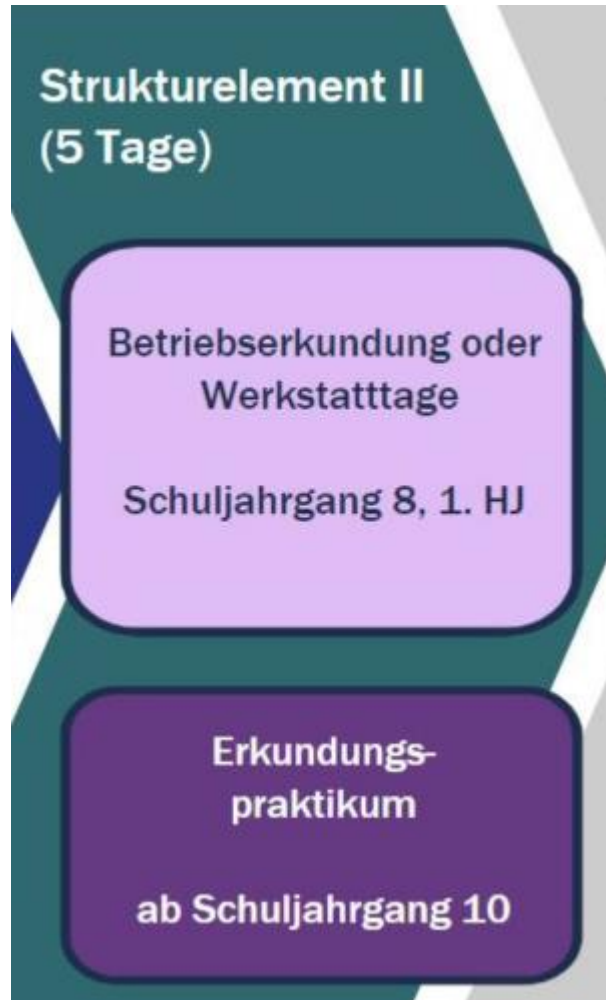 Strukturelement II
(5 Tage)
Betriebserkundung oder
Werkstatttage
Schuljahrgang 8, 1. HJ
Erkundungs-
praktikum
ab Schuljahrgang 10